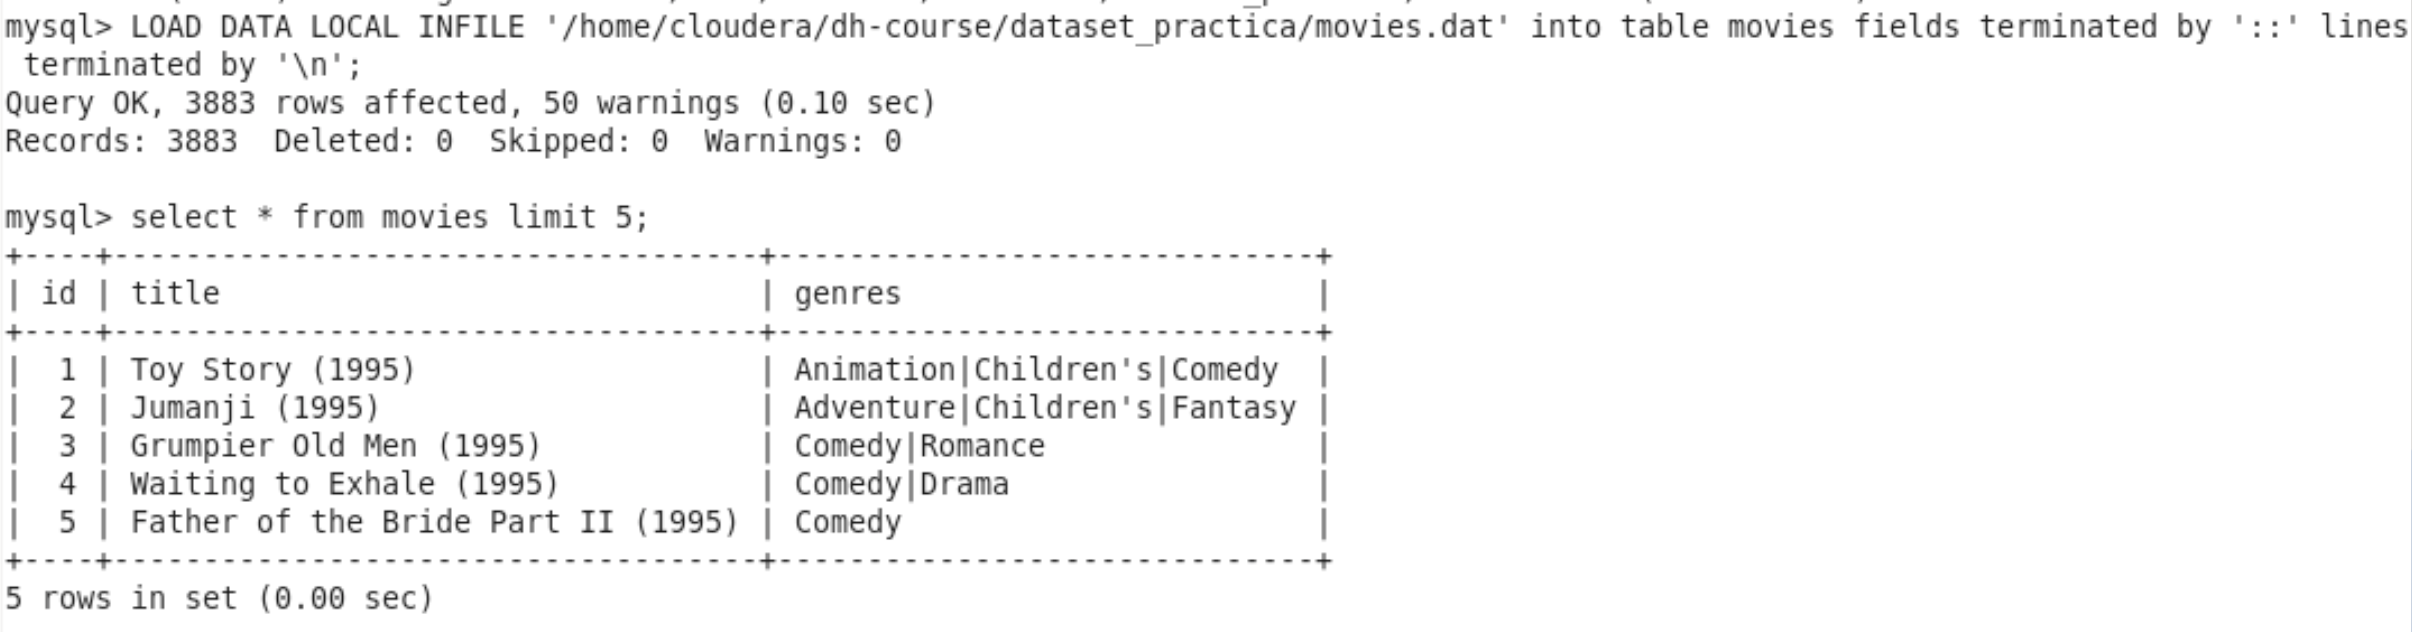 mysql> LOAD DATA LOCAL INFILE '/home/cloudera/dh-course/dataset_practica/movies.dat' into table movies fields terminated by '::' lines
 terminated by '\n';
Query OK, 3883 rows affected, 50 warnings (0.10 sec)
Records: 3883  Deleted: 0  Skipped: 0  Warnings: 0

mysql> select * from movies limit 5;
+----+------------------------------------+------------------------------+
| id | title                              | genres                       |
+----+------------------------------------+------------------------------+
|  1 | Toy Story (1995)                   | Animation|Children's|Comedy  |
|  2 | Jumanji (1995)                     | Adventure|Children's|Fantasy |
|  3 | Grumpier Old Men (1995)            | Comedy|Romance               |
|  4 | Waiting to Exhale (1995)           | Comedy|Drama                 |
|  5 | Father of the Bride Part II (1995) | Comedy                       |
+----+------------------------------------+------------------------------+
5 rows in set (0.00 sec)